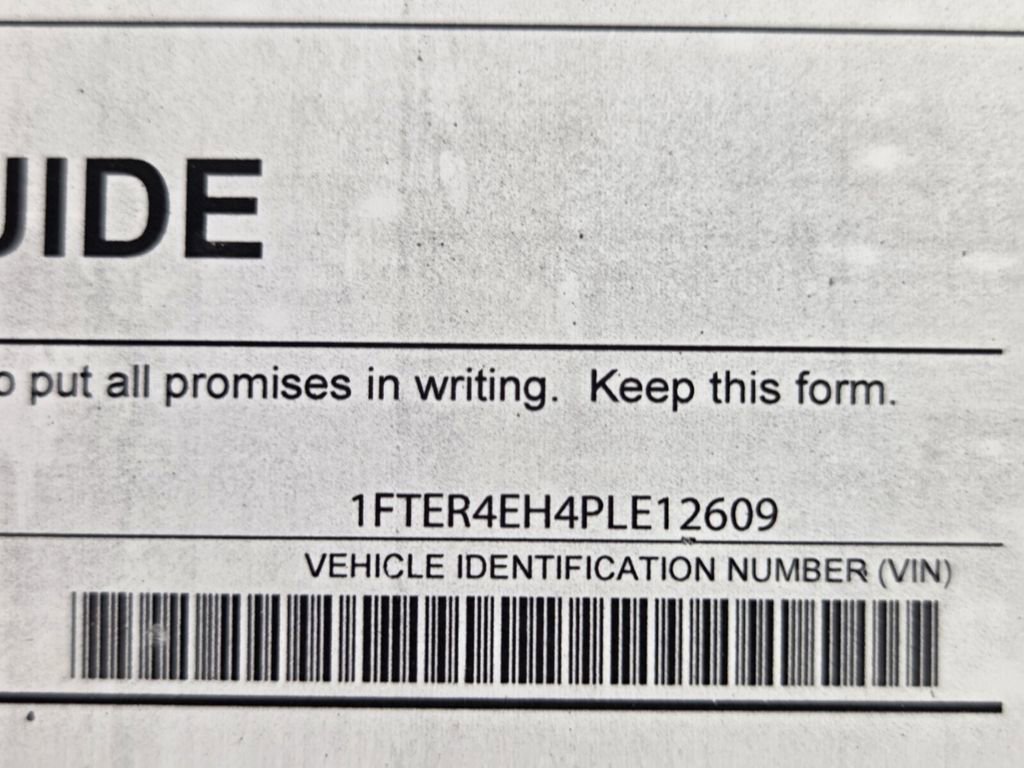 UIDE
o put all promises in writing. Keep this form.
1FTER4EH4PLE12609
VEHICLE IDENTIFICATION NUMBER (VIN)